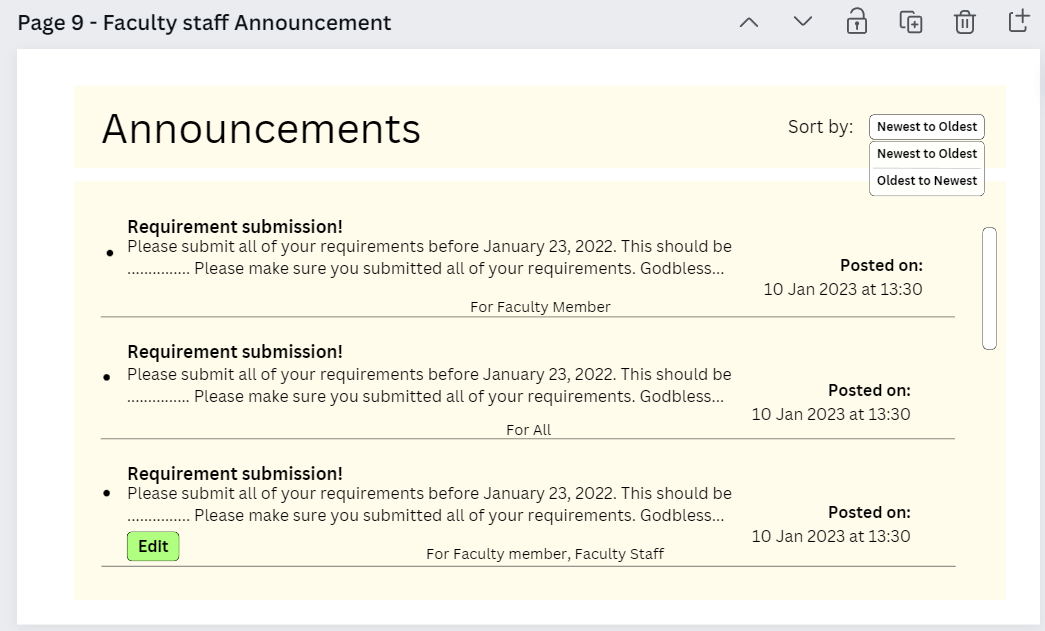 Page 9 - Faculty staff Announcement
Announcements
Sort by:
Newest to Oldest
Newest to Oldest
Oldest to Newest
Requirement submission!
Please submit all of your requirements before January 23, 2022. This should be
............... Please make sure you submitted all of your requirements. Godbless...
Posted on:
10 Jan 2023 at 13:30
For Faculty Member
Requirement submission!
Please submit all of your requirements before January 23, 2022. This should be
............... Please make sure you submitted all of your requirements. Godbless...
Posted on:
10 Jan 2023 at 13:30
For All
Requirement submission!
Please submit all of your requirements before January 23, 2022. This should be
............... Please make sure you submitted all of your requirements. Godbless...
Posted on:
10 Jan 2023 at 13:30
Edit
For Faculty member, Faculty Staff